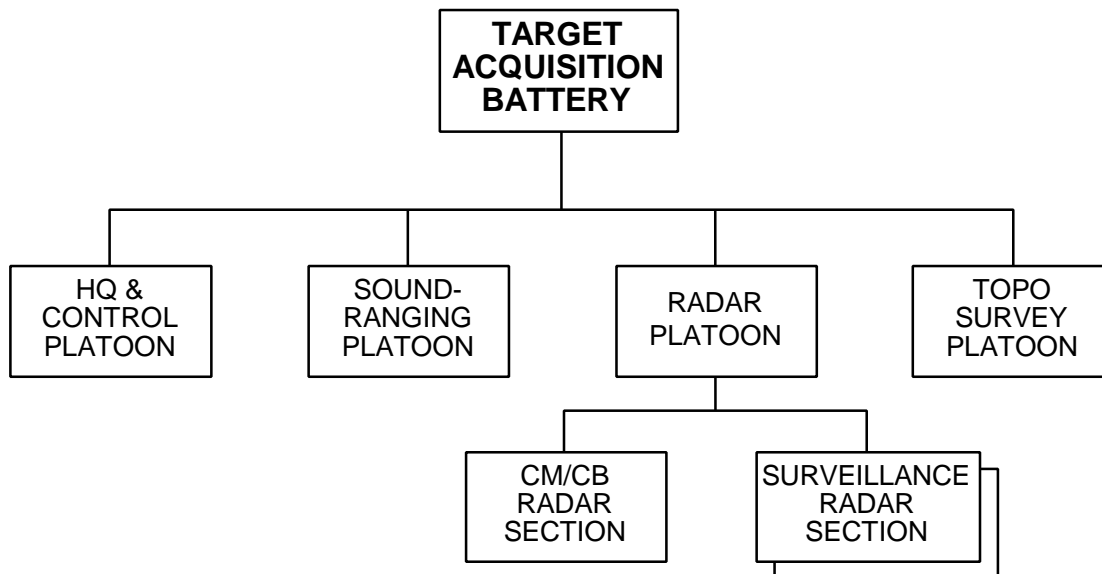 TARGET
ACQUISITION
BATTERY
HQ &
CONTROL
PLATOON
SOUND-
RANGING
PLATOON
RADAR
PLATOON
TOPO
SURVEY
PLATOON
CM/CB
RADAR
SECTION
SURVEILLANCE
RADAR
SECTION